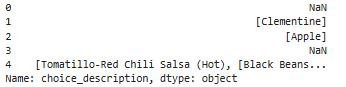 0 NaN
1 [Clementine]
2 [Apple]
3 NaN
4 [Tomatillo-Red Chili Salsa (Hot), [Black Beans...
Name: choice_description, dtype: object